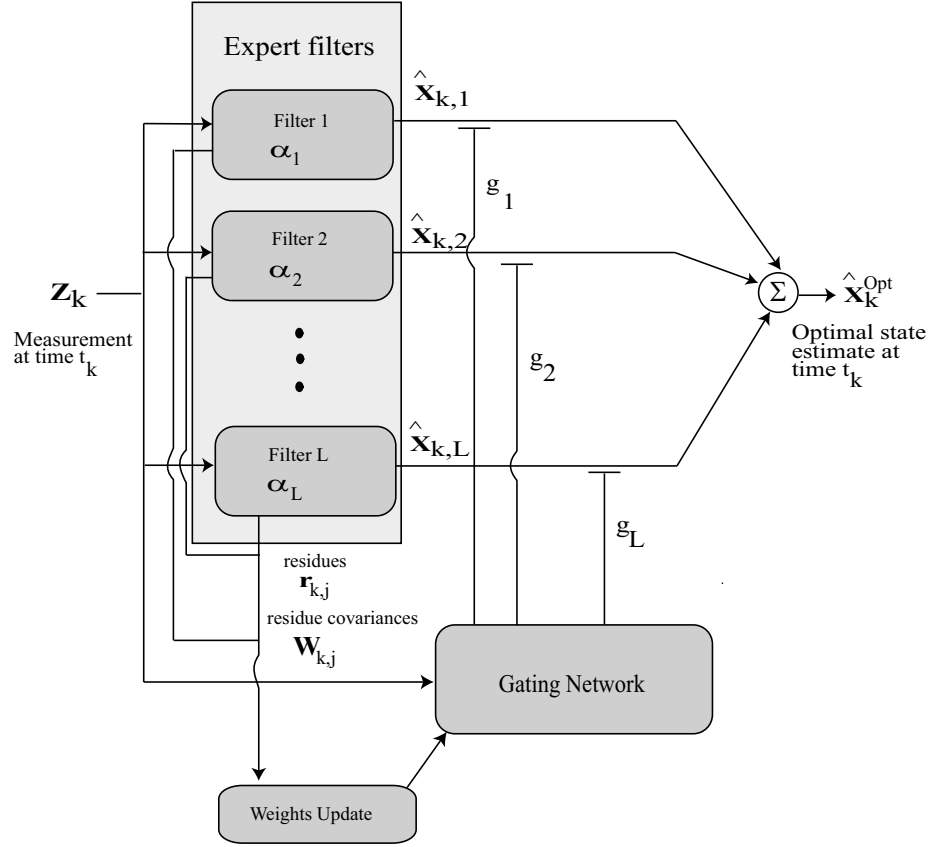 Expert filters
x̂k,1
Filter 1
α1
g1
x̂k,2
Filter 2
α2
Zk
Measurement
at time tk
Σ
x̂kOpt
Optimal state
estimate at
time tk
g2
x̂k,L
Filter L
αL
gL
residues
rk,j
residue covariances
Wk,j
Gating Network
Weights Update